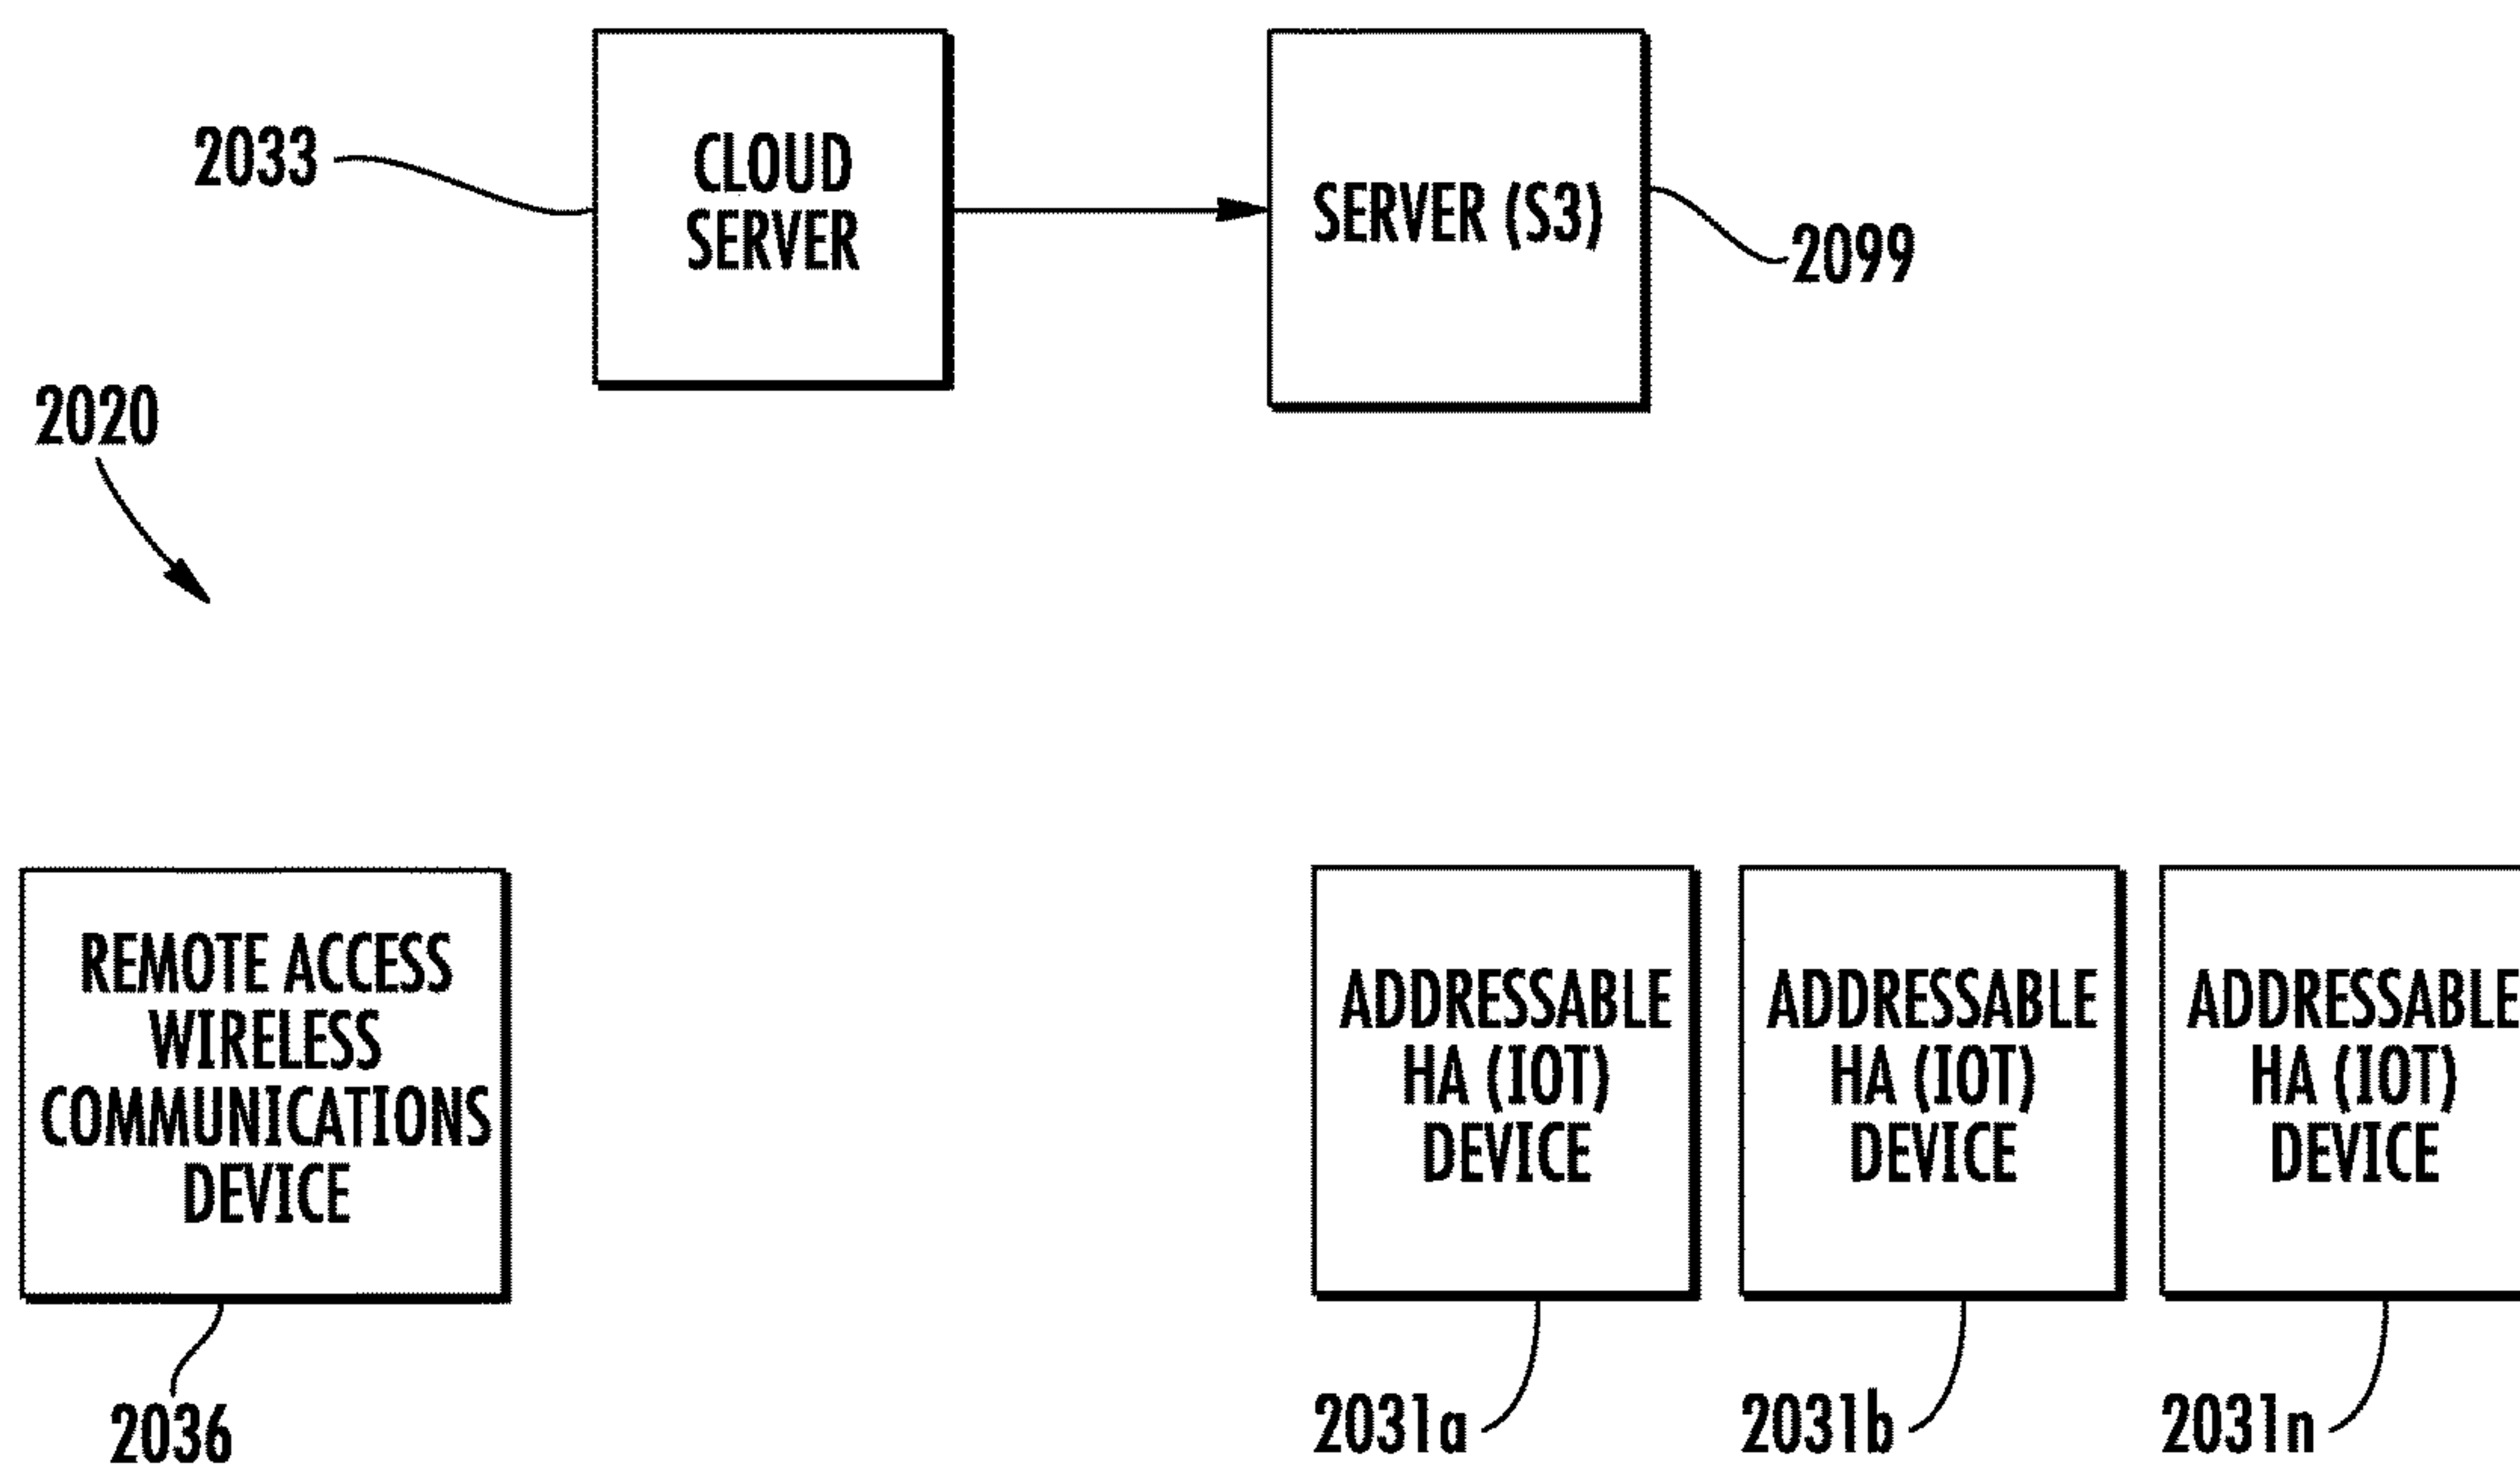 2033
CLOUD
SERVER
SERVER (S3)
2099
2020
REMOTE ACCESS
WIRELESS
COMMUNICATIONS
DEVICE
2036
ADDRESSABLE
HA (IOT)
DEVICE
2031a
ADDRESSABLE
HA (IOT)
DEVICE
2031b
ADDRESSABLE
HA (IOT)
DEVICE
2031n